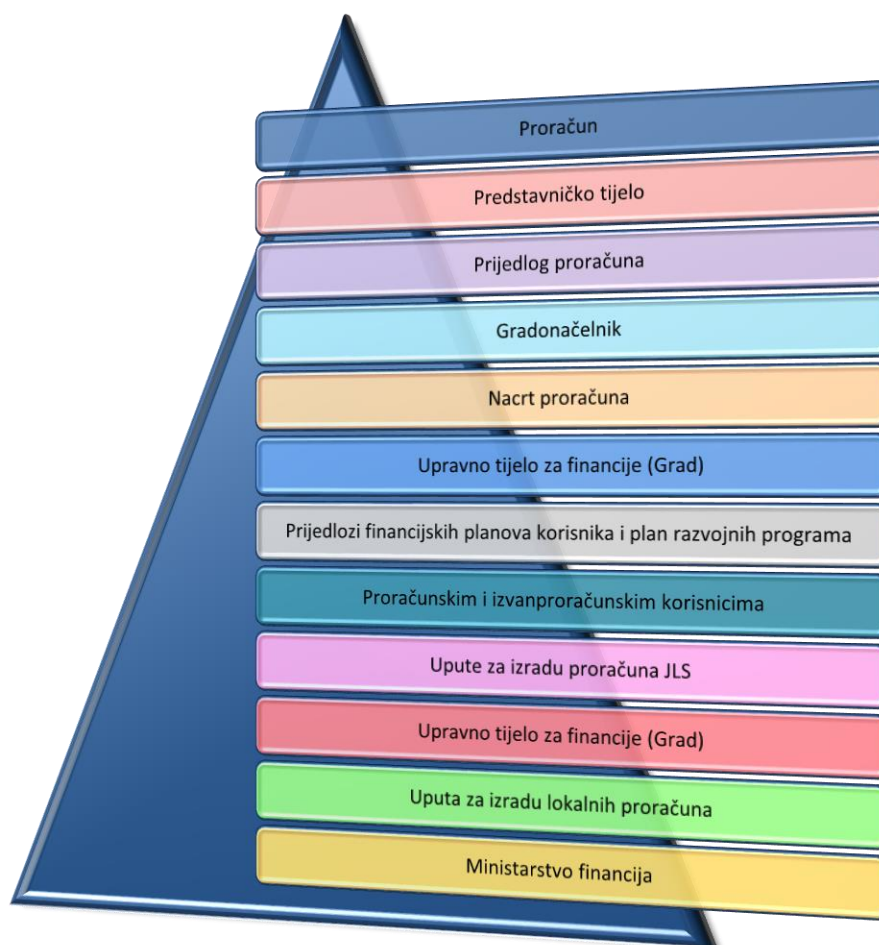 Proračun
Predstavničko tijelo
Prijedlog proračuna
Gradonačelnik
Nacrt proračuna
Upravno tijelo za financije (Grad)
Prijedlozi financijskih planova korisnika i plan razvojnih programa
Proračunskim i izvanproračunskim korisnicima
Upute za izradu proračuna JLS
Upravno tijelo za financije (Grad)
Uputa za izradu lokalnih proračuna
Ministarstvo financija